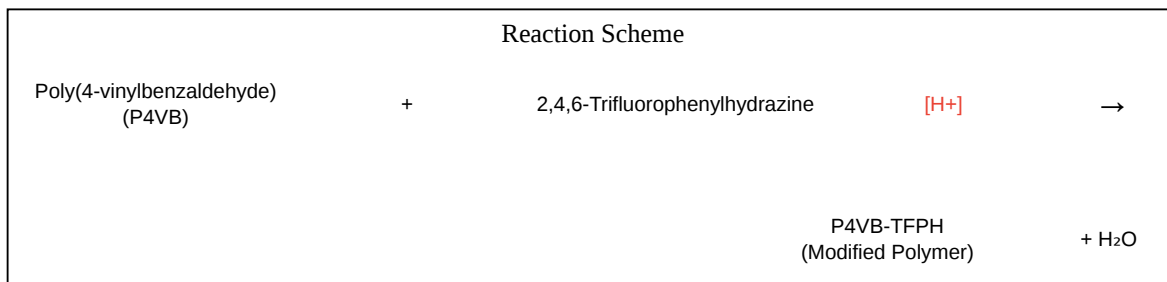 Reaction Scheme
Poly(4-vinylbenzaldehyde)
(P4VB)
+
2,4,6-Trifluorophenylhydrazine
[H+]
→
P4VB-TFPH
(Modified Polymer)
+ H₂O